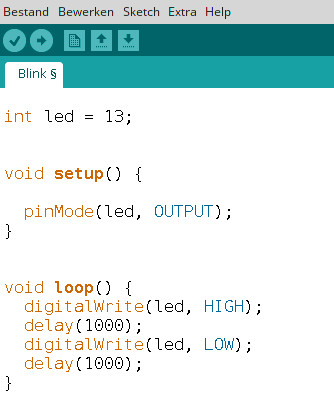 Bestand Bewerken Sketch Extra Help
Blink §
int led = 13;
void setup() {
pinMode(led, OUTPUT);
}
void loop() {
digitalWrite(led, HIGH);
delay(1000);
digitalWrite(led, LOW);
delay(1000);
}